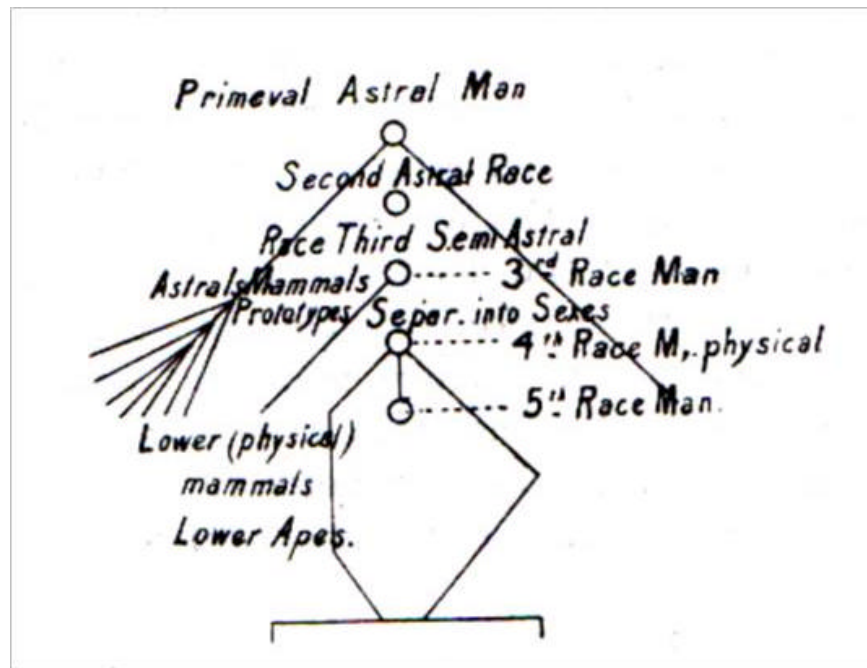 Primeval Astral Man
Second Astral Race
Race Third Semi Astral
Astrals Mammals
3rd Race Man
Prototypes Separ. into Sexes
4th Race M,. physical
5th Race Man.
Lower (physical)
mammals
Lower Apes.